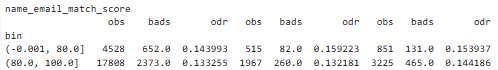 name_email_match_score
obs bads odr obs bads odr obs bads odr
bin
(-0.001, 80.0] 4528 652.0 0.143993 515 82.0 0.159223 851 131.0 0.153937
(80.0, 100.0] 17808 2373.0 0.133255 1967 260.0 0.132181 3225 465.0 0.144186